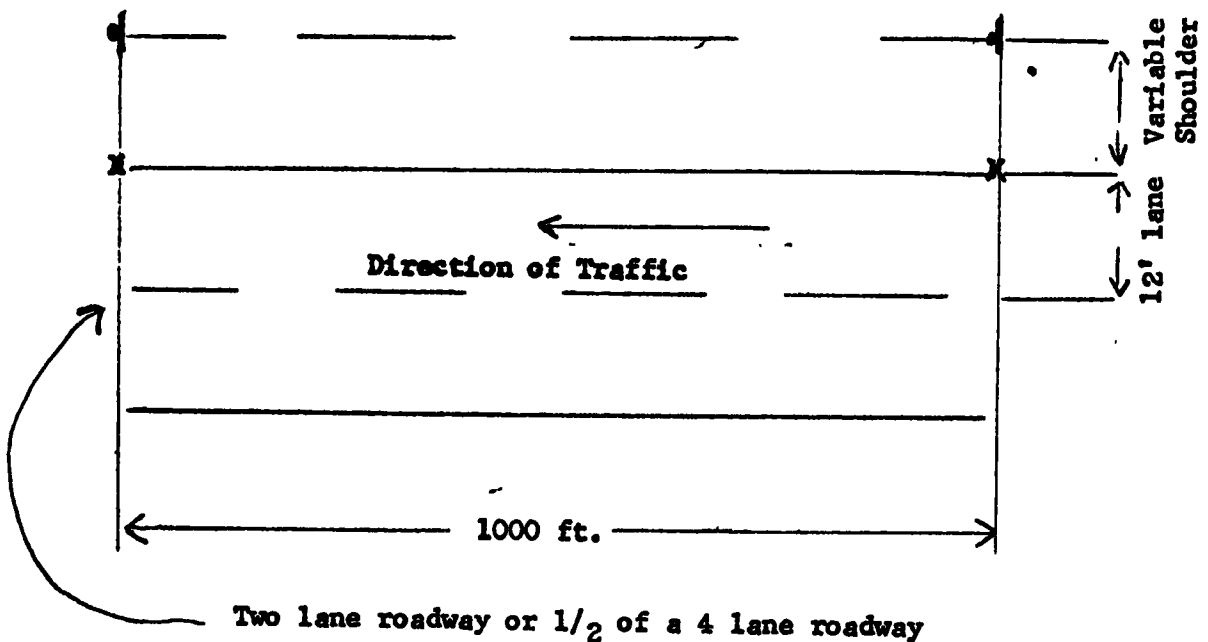 Variable
Shoulder
12' lane
Direction of Traffic
1000 ft.
Two lane roadway or 1/2 of a 4 lane roadway